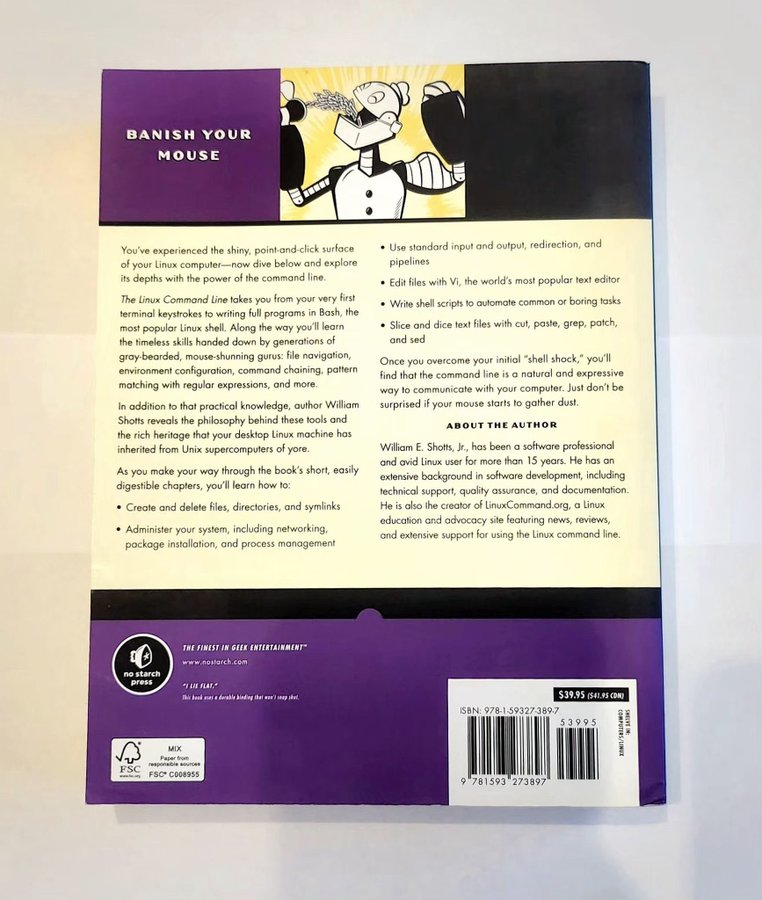 BANISH YOUR
MOUSE
You've experienced the shiny, point-and-click surface
of your Linux computer—now dive below and explore
its depths with the power of the command line.
The Linux Command Line takes you from your very first
terminal keystrokes to writing full programs in Bash, the
most popular Linux shell. Along the way you'll learn
the timeless skills handed down by generations of
gray-bearded, mouse-shunning gurus: file navigation,
environment configuration, command chaining, pattern
matching with regular expressions, and more.
In addition to that practical knowledge, author William
Shotts reveals the philosophy behind these tools and
the rich heritage that your desktop Linux machine has
inherited from Unix supercomputers of yore.
As you make your way through the book's short, easily
digestible chapters, you'll learn how to:
• Create and delete files, directories, and symlinks
• Administer your system, including networking,
package installation, and process management
• Use standard input and output, redirection, and
pipelines
• Edit files with Vi, the world's most popular text editor
• Write shell scripts to automate common or boring tasks
• Slice and dice text files with cut, paste, grep, patch,
and sed
Once you overcome your initial "shell shock," you'll
find that the command line is a natural and expressive
way to communicate with your computer. Just don't be
surprised if your mouse starts to gather dust.
ABOUT THE AUTHOR
William E. Shotts, Jr., has been a software professional
and avid Linux user for more than 15 years. He has an
extensive background in software development, including
technical support, quality assurance, and documentation.
He is also the creator of LinuxCommand.org, a Linux
education and advocacy site featuring news, reviews,
and extensive support for using the Linux command line.
no starch
press
THE FINEST IN GEEK ENTERTAINMENT™
www.nostarch.com
"I LIE FLAT."
This book uses a durable binding that won't snap shut.
FSC
www.fsc.org
MIX
Paper from
responsible sources
FSC® C008955
$39.95 ($41.95 CDN)
ISBN: 978-1-59327-389-7
53995
9 781593 273897
SHELVE IN:
COMPUTERS/LINUX